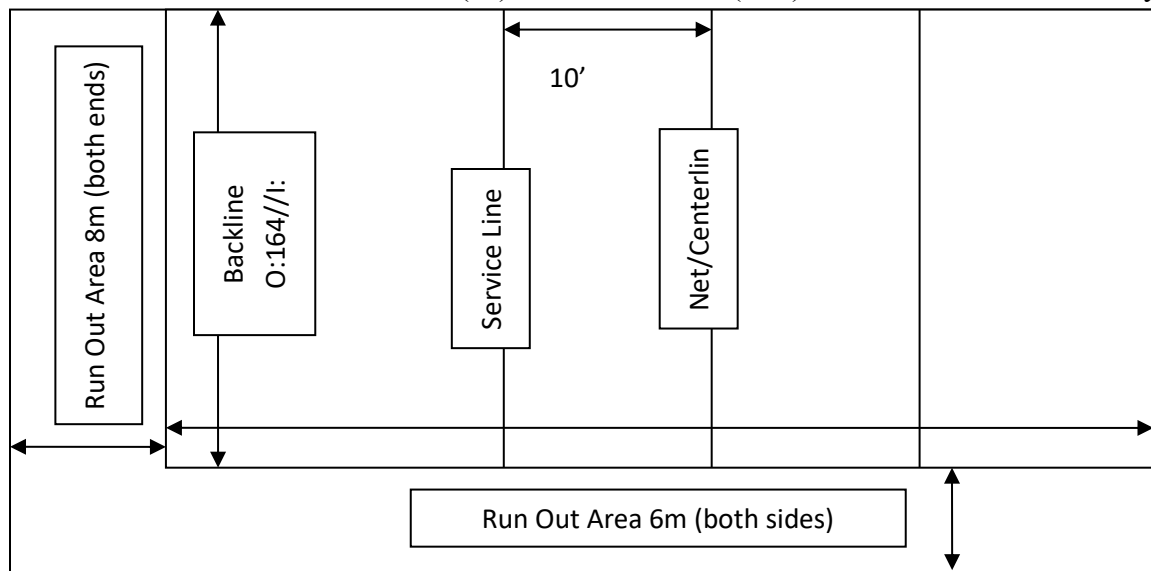 10’
Run Out Area 8m (both ends)
Backline
O:164//I:
Service Line
Net/Centerlin
Run Out Area 6m (both sides)